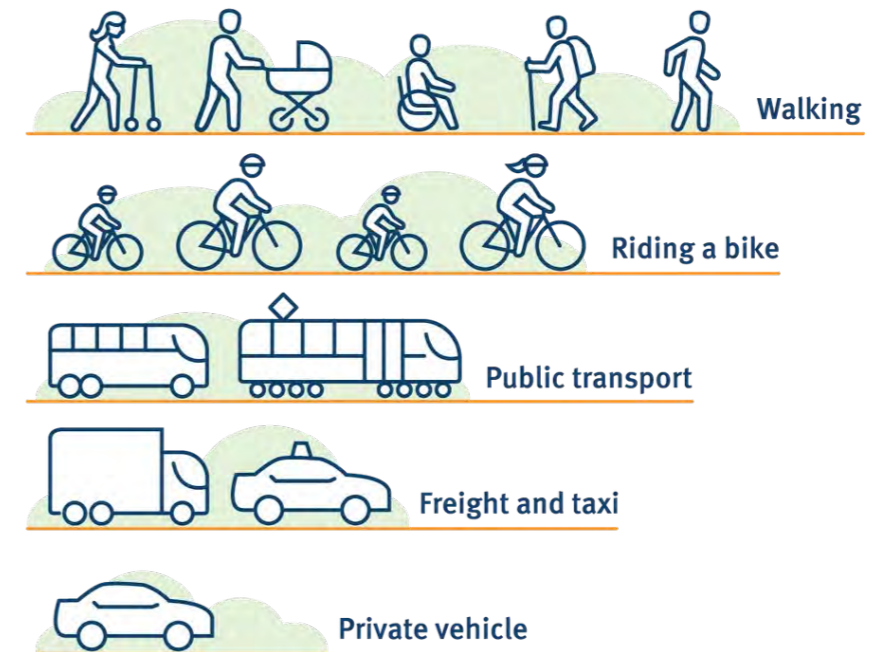 Walking
Riding a bike
Public transport
Freight and taxi
Private vehicle